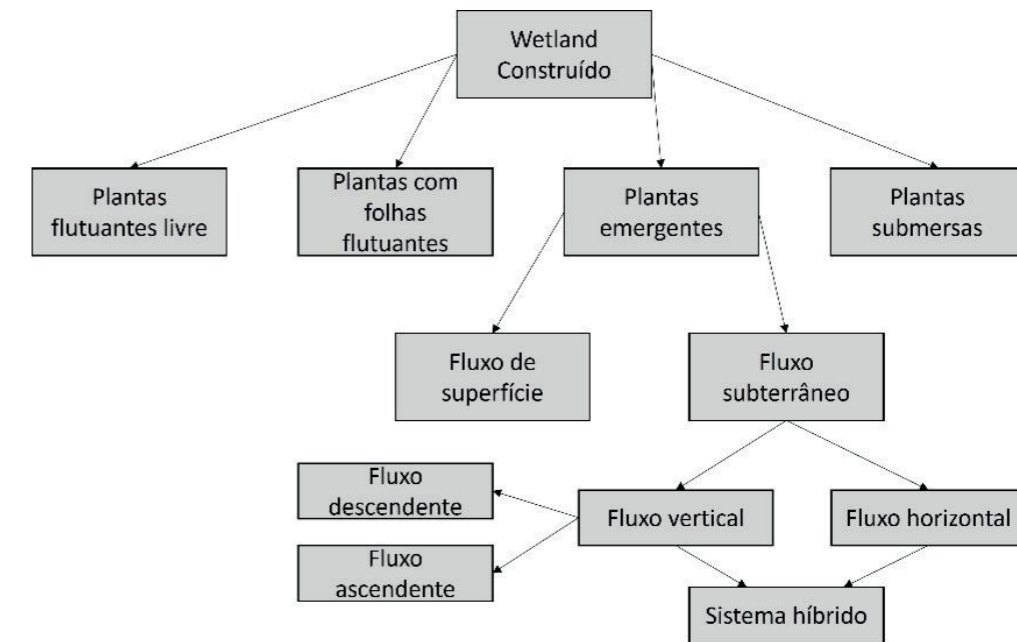 Wetland
Construído
Plantas
flutuantes livre
Plantas com
folhas
flutuantes
Plantas
emergentes
Plantas
submersas
Fluxo de
superfície
Fluxo
subterrâneo
Fluxo
descendente
Fluxo
ascendente
Fluxo vertical
Fluxo horizontal
Sistema híbrido